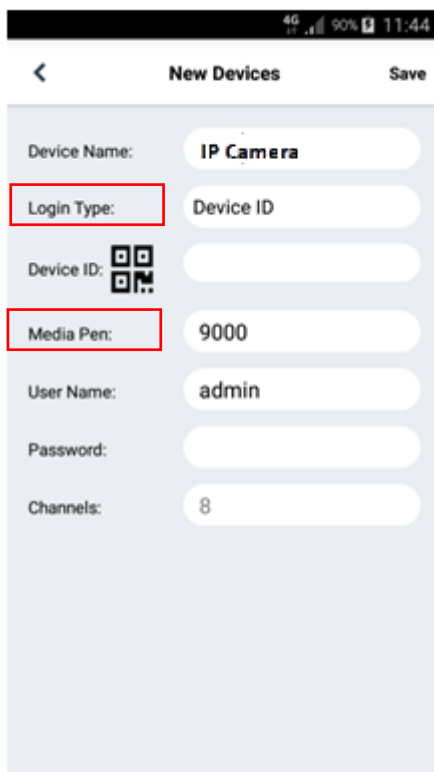 4G 90% 11:44
New Devices Save
Device Name: IP Camera
Login Type: Device ID
Device ID:
Media Pen: 9000
User Name: admin
Password:
Channels: 8